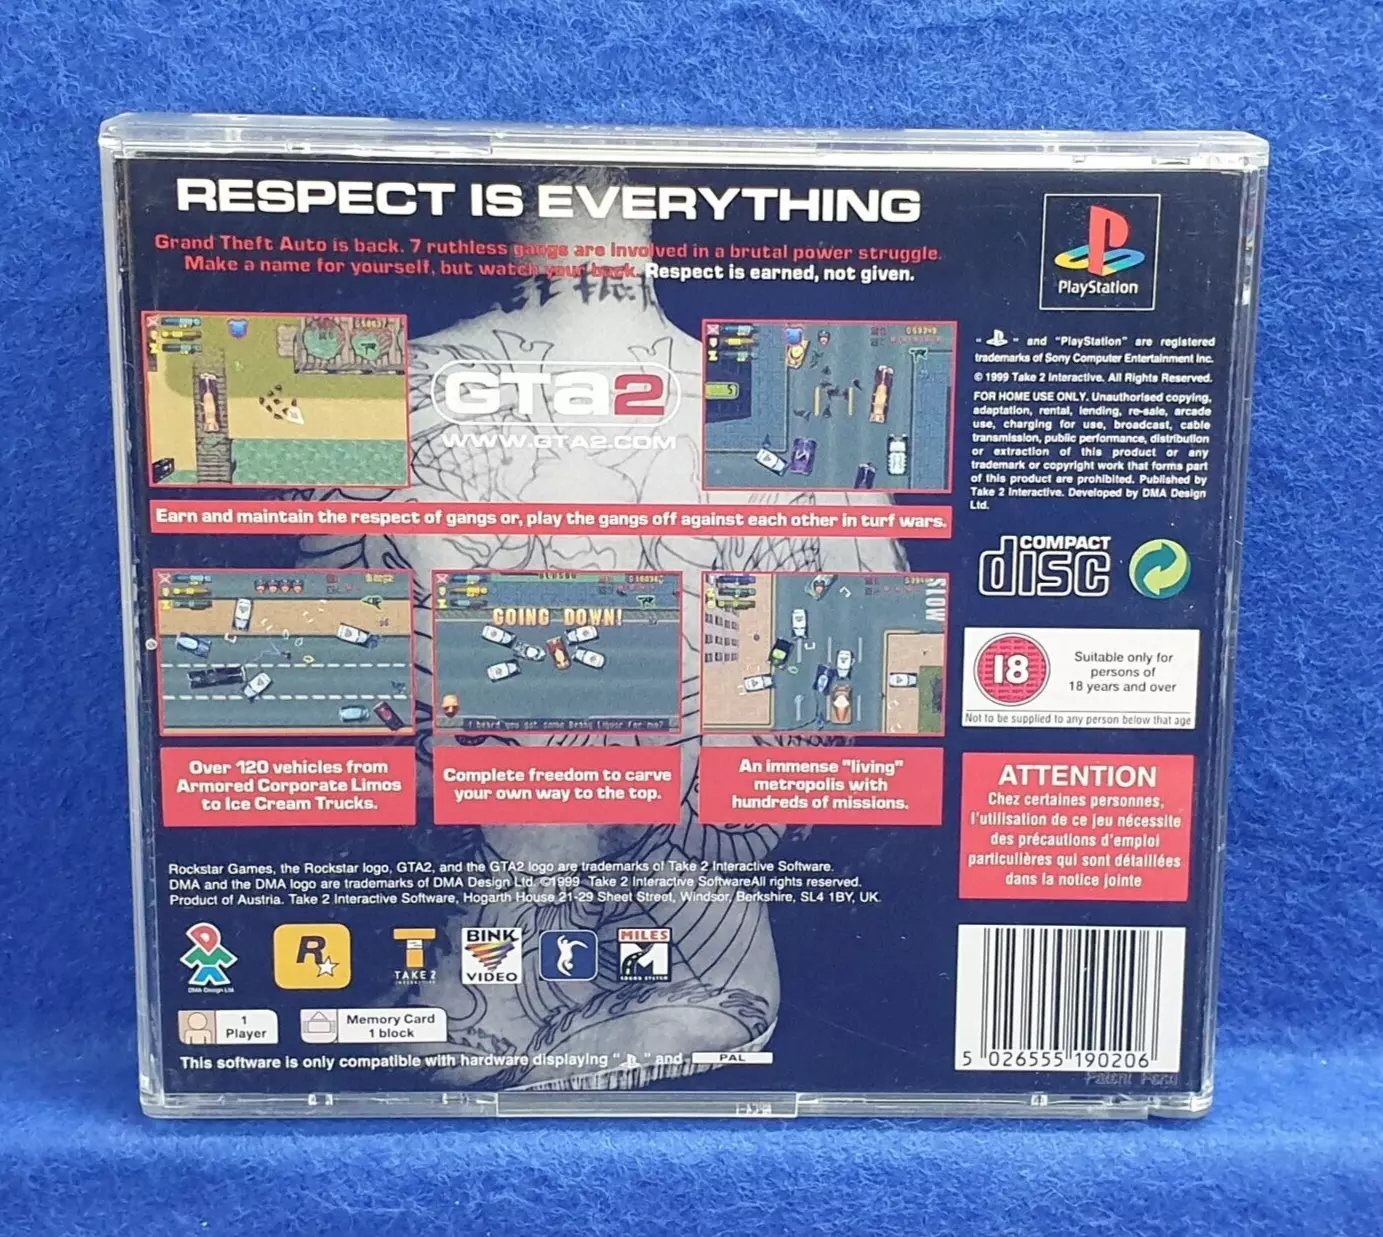 RESPECT IS EVERYTHING
Grand Theft Auto is back. 7 ruthless gangs are involved in a brutal power struggle.
Make a name for yourself, but watch your back. Respect is earned, not given.
GTA2
WWW.GTA2.COM
Earn and maintain the respect of gangs or, play the gangs off against each other in turf wars.
GOING DOWN!
SLOW
Over 120 vehicles from
Armored Corporate Limos
to Ice Cream Trucks.
Complete freedom to carve
your own way to the top.
An immense "living"
metropolis with
hundreds of missions.
Rockstar Games, the Rockstar logo, GTA2, and the GTA2 logo are trademarks of Take 2 Interactive Software.
DMA and the DMA logo are trademarks of DMA Design Ltd. ©1999 Take 2 Interactive SoftwareAll rights reserved.
Product of Austria. Take 2 Interactive Software, Hogarth House 21-29 Sheet Street, Windsor, Berkshire, SL4 1BY, UK.
DMA
DMA Design Ltd
R
T
TAKE 2
INTERACTIVE
BINK
VIDEO
MILES
SOUND SYSTEM
1
Player
Memory Card
1 block
This software is only compatible with hardware displaying " " and PAL
PlayStation
" " and "PlayStation" are registered
trademarks of Sony Computer Entertainment Inc.
© 1999 Take 2 Interactive. All Rights Reserved.
FOR HOME USE ONLY. Unauthorised copying,
adaptation, rental, lending, re-sale, arcade
use, charging for use, broadcast, cable
transmission, public performance, distribution
or extraction of this product or any
trademark or copyright work that forms part
of this product are prohibited. Published by
Take 2 Interactive. Developed by DMA Design
Ltd.
COMPACT
disc
18
Suitable only for
persons of
18 years and over
Not to be supplied to any person below that age
ATTENTION
Chez certaines personnes,
l'utilisation de ce jeu nécessite
des précautions d'emploi
particulières qui sont détaillées
dans la notice jointe
5 026555 190206